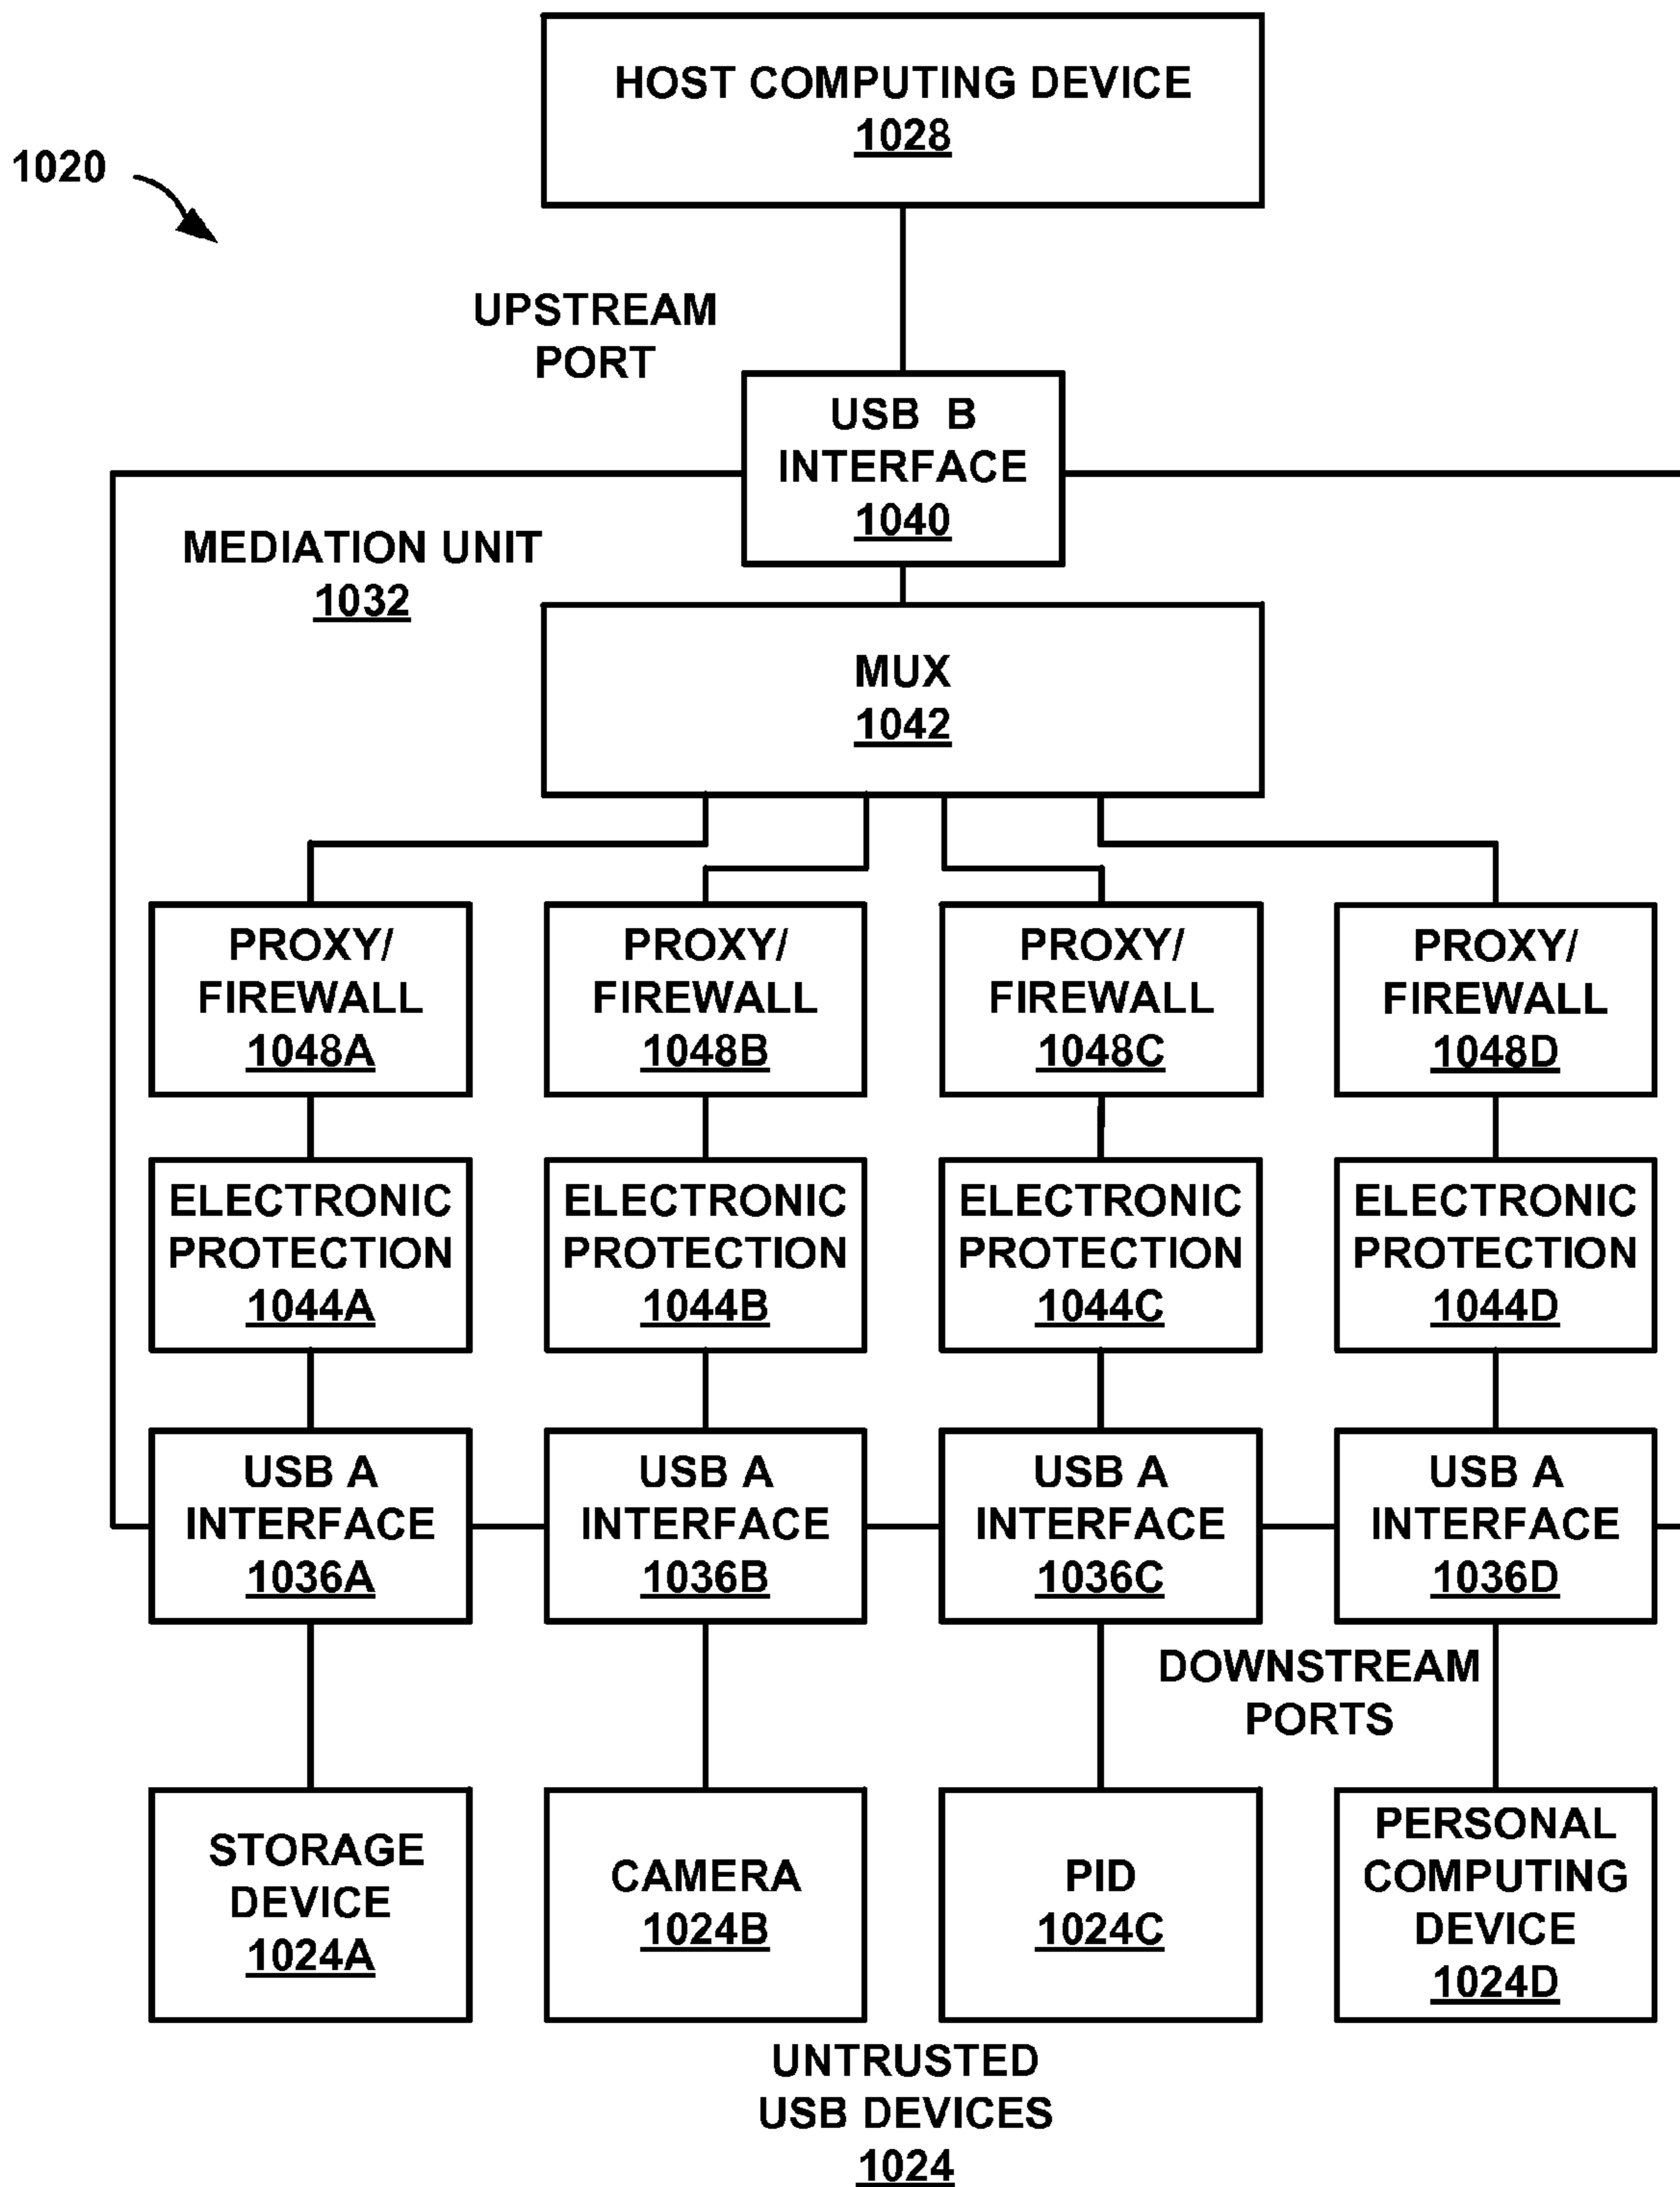 HOST COMPUTING DEVICE
1028
1020
UPSTREAM
PORT
USB B
INTERFACE
1040
MEDIATION UNIT
1032
MUX
1042
PROXY/
FIREWALL
1048A
PROXY/
FIREWALL
1048B
PROXY/
FIREWALL
1048C
PROXY/
FIREWALL
1048D
ELECTRONIC
PROTECTION
1044A
ELECTRONIC
PROTECTION
1044B
ELECTRONIC
PROTECTION
1044C
ELECTRONIC
PROTECTION
1044D
USB A
INTERFACE
1036A
USB A
INTERFACE
1036B
USB A
INTERFACE
1036C
USB A
INTERFACE
1036D
DOWNSTREAM
PORTS
STORAGE
DEVICE
1024A
CAMERA
1024B
PID
1024C
PERSONAL
COMPUTING
DEVICE
1024D
UNTRUSTED
USB DEVICES
1024